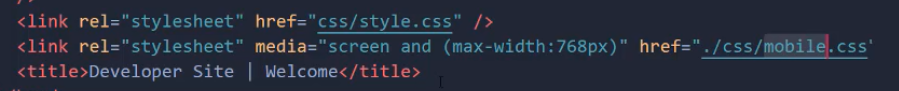 <link rel="stylesheet" href="css/style.css" />
<link rel="stylesheet" media="screen and (max-width:768px)" href="./css/mobile.css"
<title>Developer Site | Welcome</title>